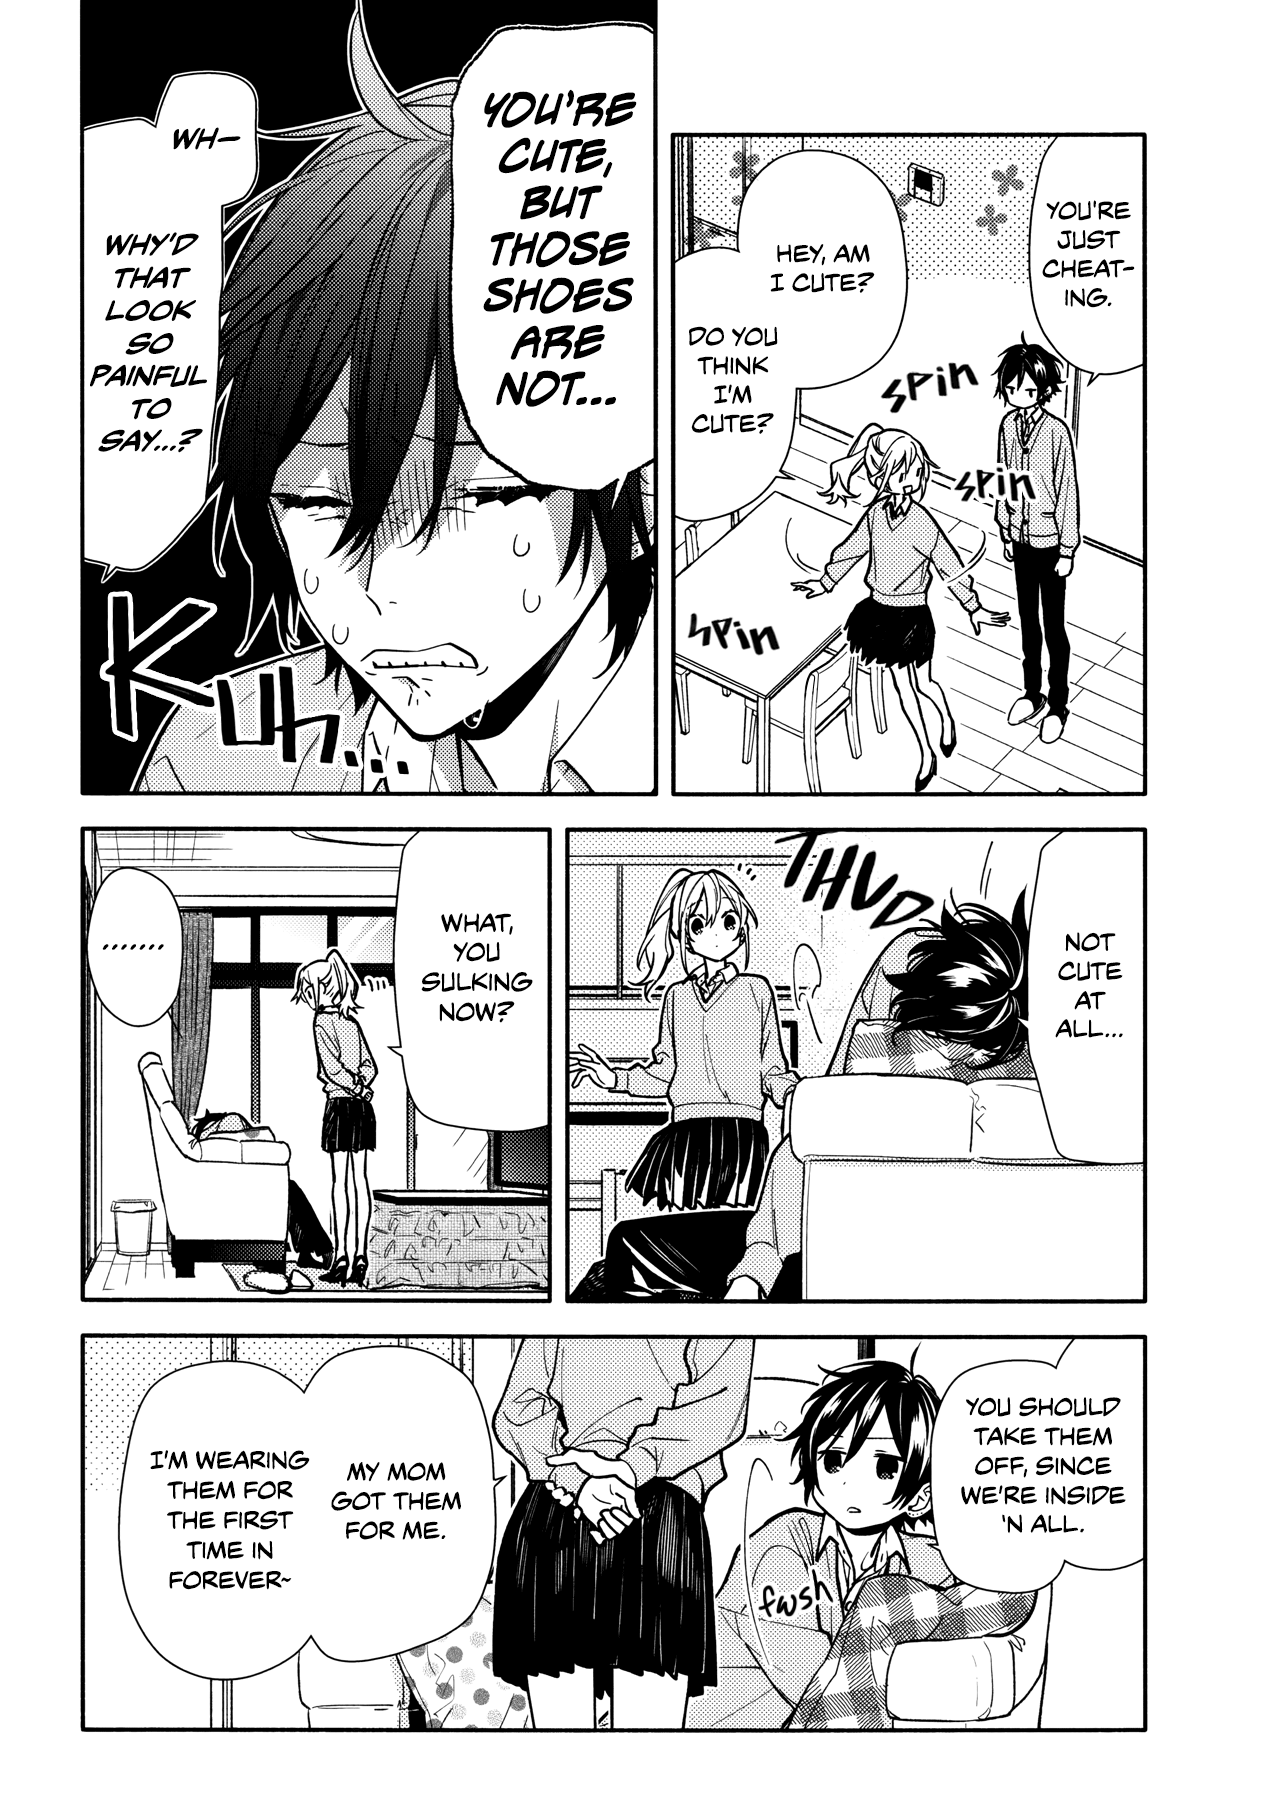 YOU'RE
JUST
CHEAT-
ING.
HEY, AM
I CUTE?
DO YOU
THINK
I'M
CUTE?
SPIN
SPIN
SPIN
YOU'RE
CUTE,
BUT
THOSE
SHOES
ARE
NOT...
WH—
WHY'D
THAT
LOOK
SO
PAINFUL
TO
SAY...?
KUH...
NOT
CUTE
AT
ALL...
THUD
WHAT,
YOU
SULKING
NOW?
........
YOU SHOULD
TAKE THEM
OFF, SINCE
WE'RE INSIDE
'N ALL.
fwsh
MY MOM
GOT THEM
FOR ME.
I'M WEARING
THEM FOR
THE FIRST
TIME IN
FOREVER~